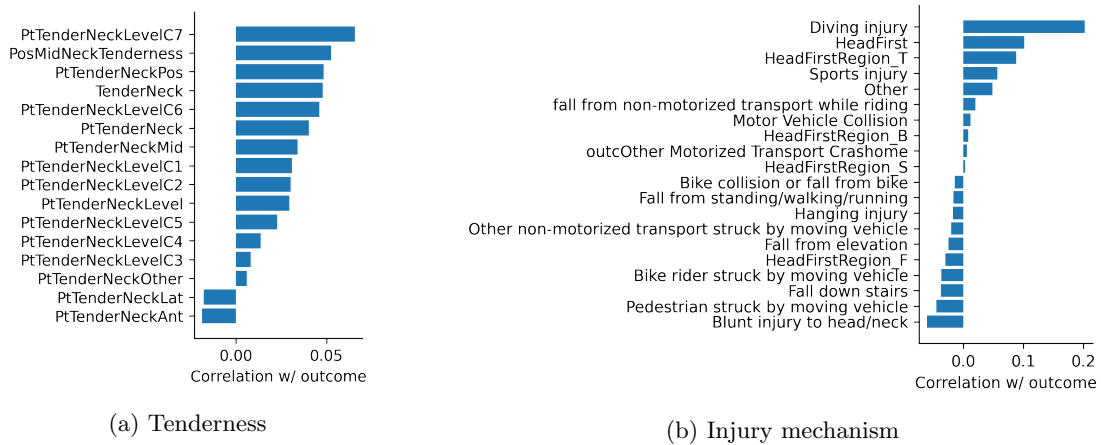 PtTenderNeckLevelC7
PosMidNeckTenderness
PtTenderNeckPos
TenderNeck
PtTenderNeckLevelC6
PtTenderNeck
PtTenderNeckMid
PtTenderNeckLevelC1
PtTenderNeckLevelC2
PtTenderNeckLevel
PtTenderNeckLevelC5
PtTenderNeckLevelC4
PtTenderNeckLevelC3
PtTenderNeckOther
PtTenderNeckLat
PtTenderNeckAnt
0.00 0.05
Correlation w/ outcome
(a) Tenderness
Diving injury
HeadFirst
HeadFirstRegion_T
Sports injury
Other
fall from non-motorized transport while riding
Motor Vehicle Collision
HeadFirstRegion_B
outcOther Motorized Transport Crashome
HeadFirstRegion_S
Bike collision or fall from bike
Fall from standing/walking/running
Hanging injury
Other non-motorized transport struck by moving vehicle
Fall from elevation
HeadFirstRegion_F
Bike rider struck by moving vehicle
Fall down stairs
Pedestrian struck by moving vehicle
Blunt injury to head/neck
0.0 0.1 0.2
Correlation w/ outcome
(b) Injury mechanism